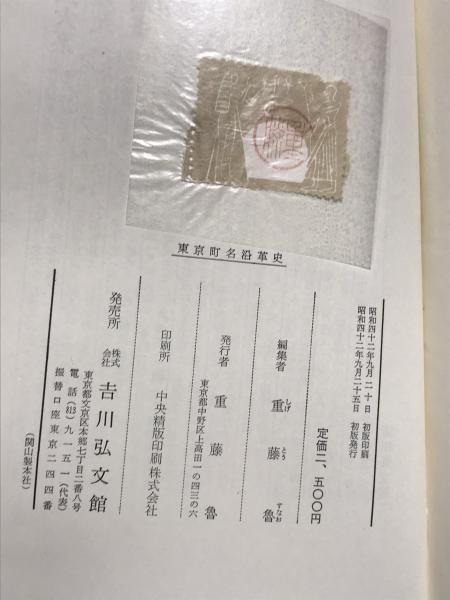 東京町名沿革史
昭和四十二年九月二十日 初版印刷
昭和四十二年九月二十五日 初版発行
定価二、五〇〇円
編集者 重藤魯
しげ とう すなお
発行者 重藤魯
東京都中野区上高田一の四三の六
印刷所 中央精版印刷株式会社
発売所 株式会社 吉川弘文館
東京都文京区本郷七丁目二番八号
電話(813)九一五一(代表)
振替口座東京二四四番
(関山製本社)